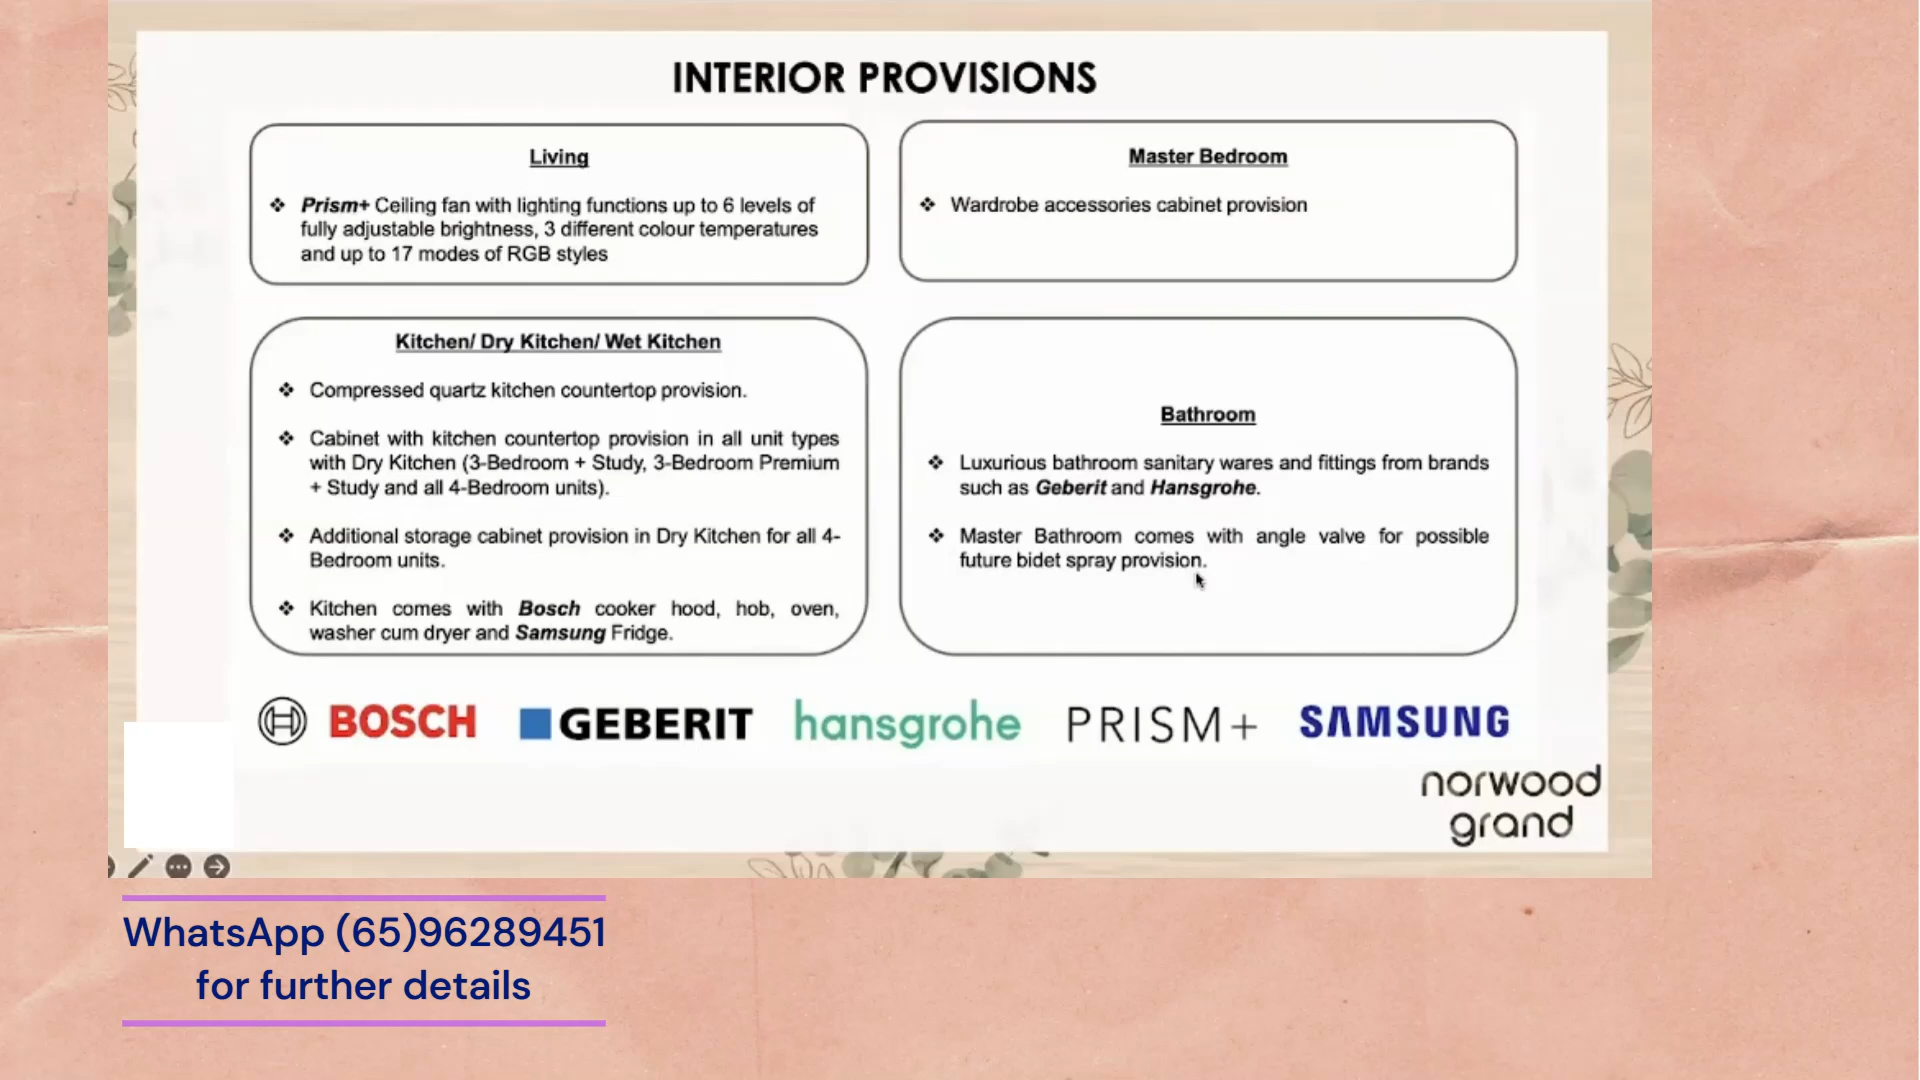 INTERIOR PROVISIONS
Living
❖ Prism+ Ceiling fan with lighting functions up to 6 levels of
fully adjustable brightness, 3 different colour temperatures
and up to 17 modes of RGB styles
Master Bedroom
❖ Wardrobe accessories cabinet provision
Kitchen/ Dry Kitchen/ Wet Kitchen
❖ Compressed quartz kitchen countertop provision.
❖ Cabinet with kitchen countertop provision in all unit types
with Dry Kitchen (3-Bedroom + Study, 3-Bedroom Premium
+ Study and all 4-Bedroom units).
❖ Additional storage cabinet provision in Dry Kitchen for all 4-
Bedroom units.
❖ Kitchen comes with Bosch cooker hood, hob, oven,
washer cum dryer and Samsung Fridge.
Bathroom
❖ Luxurious bathroom sanitary wares and fittings from brands
such as Geberit and Hansgrohe.
❖ Master Bathroom comes with angle valve for possible
future bidet spray provision.
BOSCH GEBERIT hansgrohe PRISM+ SAMSUNG
norwood
grand
WhatsApp (65)96289451
for further details